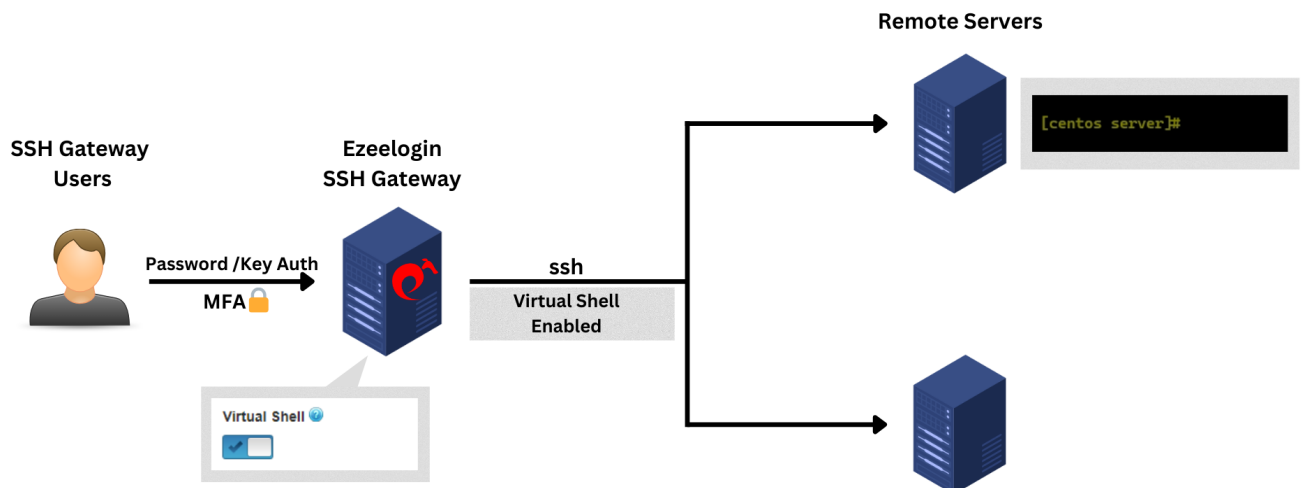 Remote Servers
[centos server]#
SSH Gateway
Users
Ezeelogin
SSH Gateway
Password /Key Auth
MFA
ssh
Virtual Shell
Enabled
Virtual Shell ?